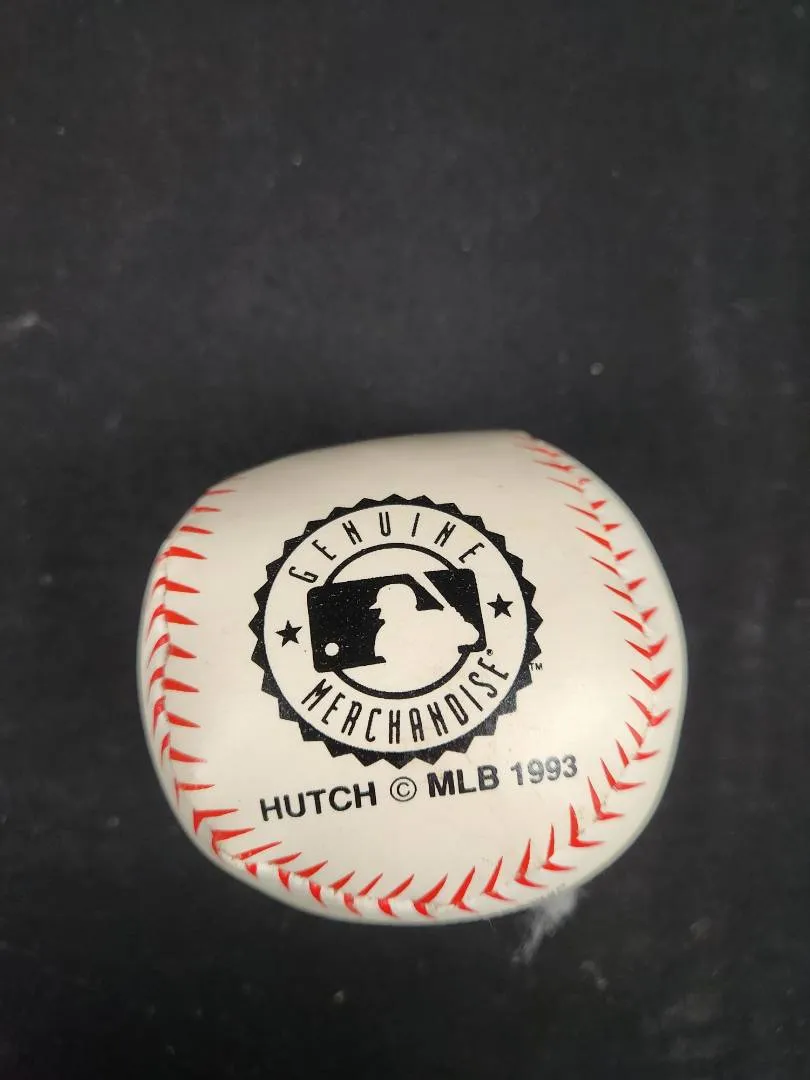 GENUINE
MERCHANDISE®
TM
HUTCH © MLB 1993